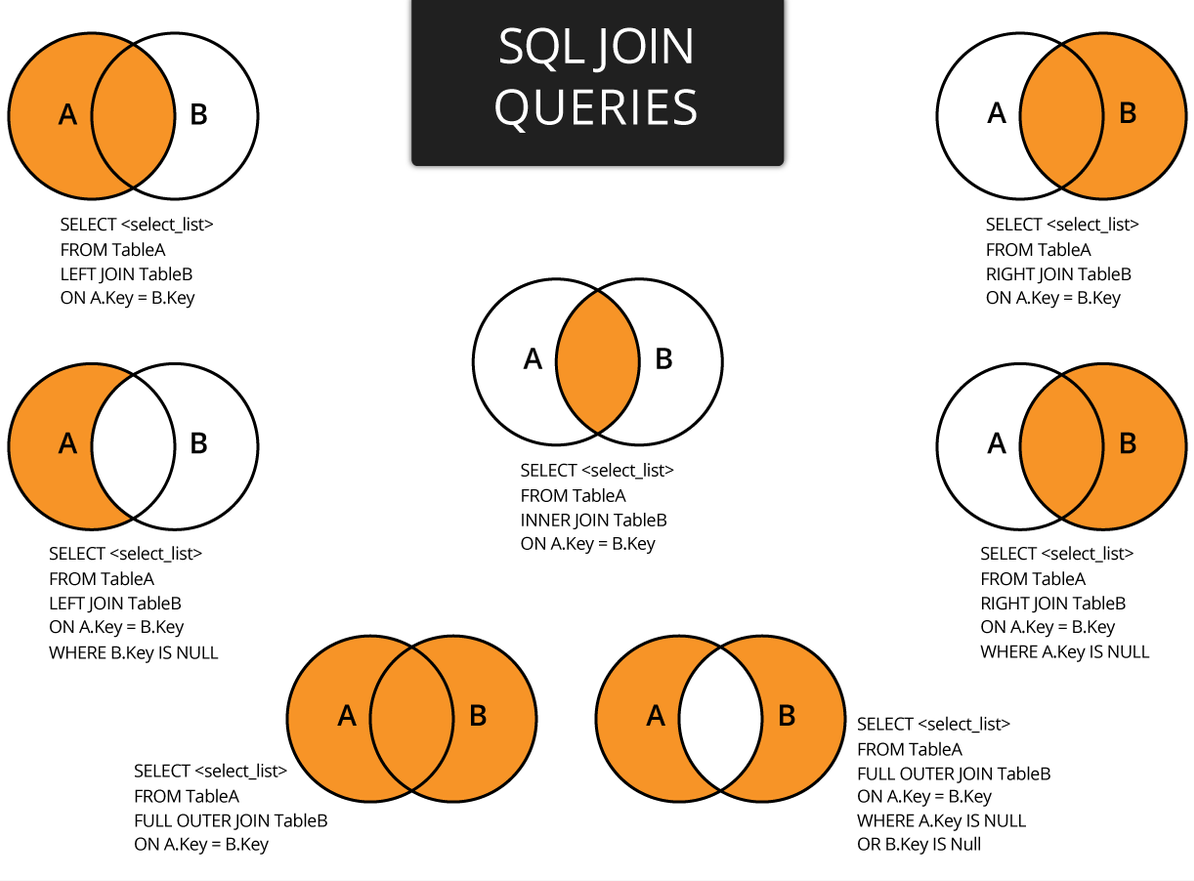 SQL JOIN
QUERIES
A B
SELECT <select_list>
FROM TableA
LEFT JOIN TableB
ON A.Key = B.Key
A B
SELECT <select_list>
FROM TableA
RIGHT JOIN TableB
ON A.Key = B.Key
A B
SELECT <select_list>
FROM TableA
INNER JOIN TableB
ON A.Key = B.Key
A B
SELECT <select_list>
FROM TableA
LEFT JOIN TableB
ON A.Key = B.Key
WHERE B.Key IS NULL
A B
SELECT <select_list>
FROM TableA
RIGHT JOIN TableB
ON A.Key = B.Key
WHERE A.Key IS NULL
A B
SELECT <select_list>
FROM TableA
FULL OUTER JOIN TableB
ON A.Key = B.Key
A B
SELECT <select_list>
FROM TableA
FULL OUTER JOIN TableB
ON A.Key = B.Key
WHERE A.Key IS NULL
OR B.Key IS Null